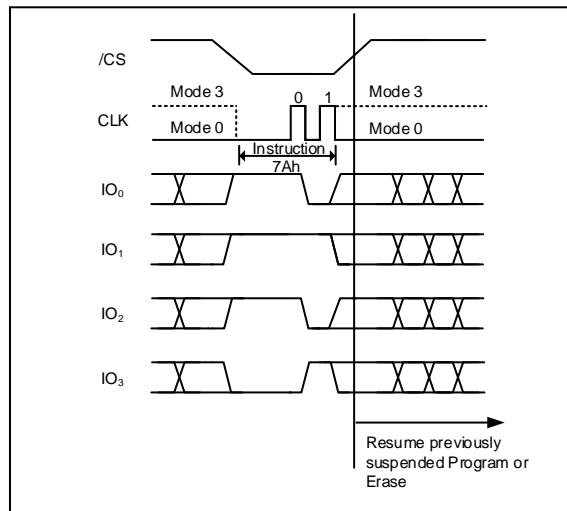 /CS
Mode 3
0
1
Mode 3
CLK
Mode 0
Mode 0
Instruction
7Ah
IO₀
IO₁
IO₂
IO₃
Resume previously
suspended Program or
Erase